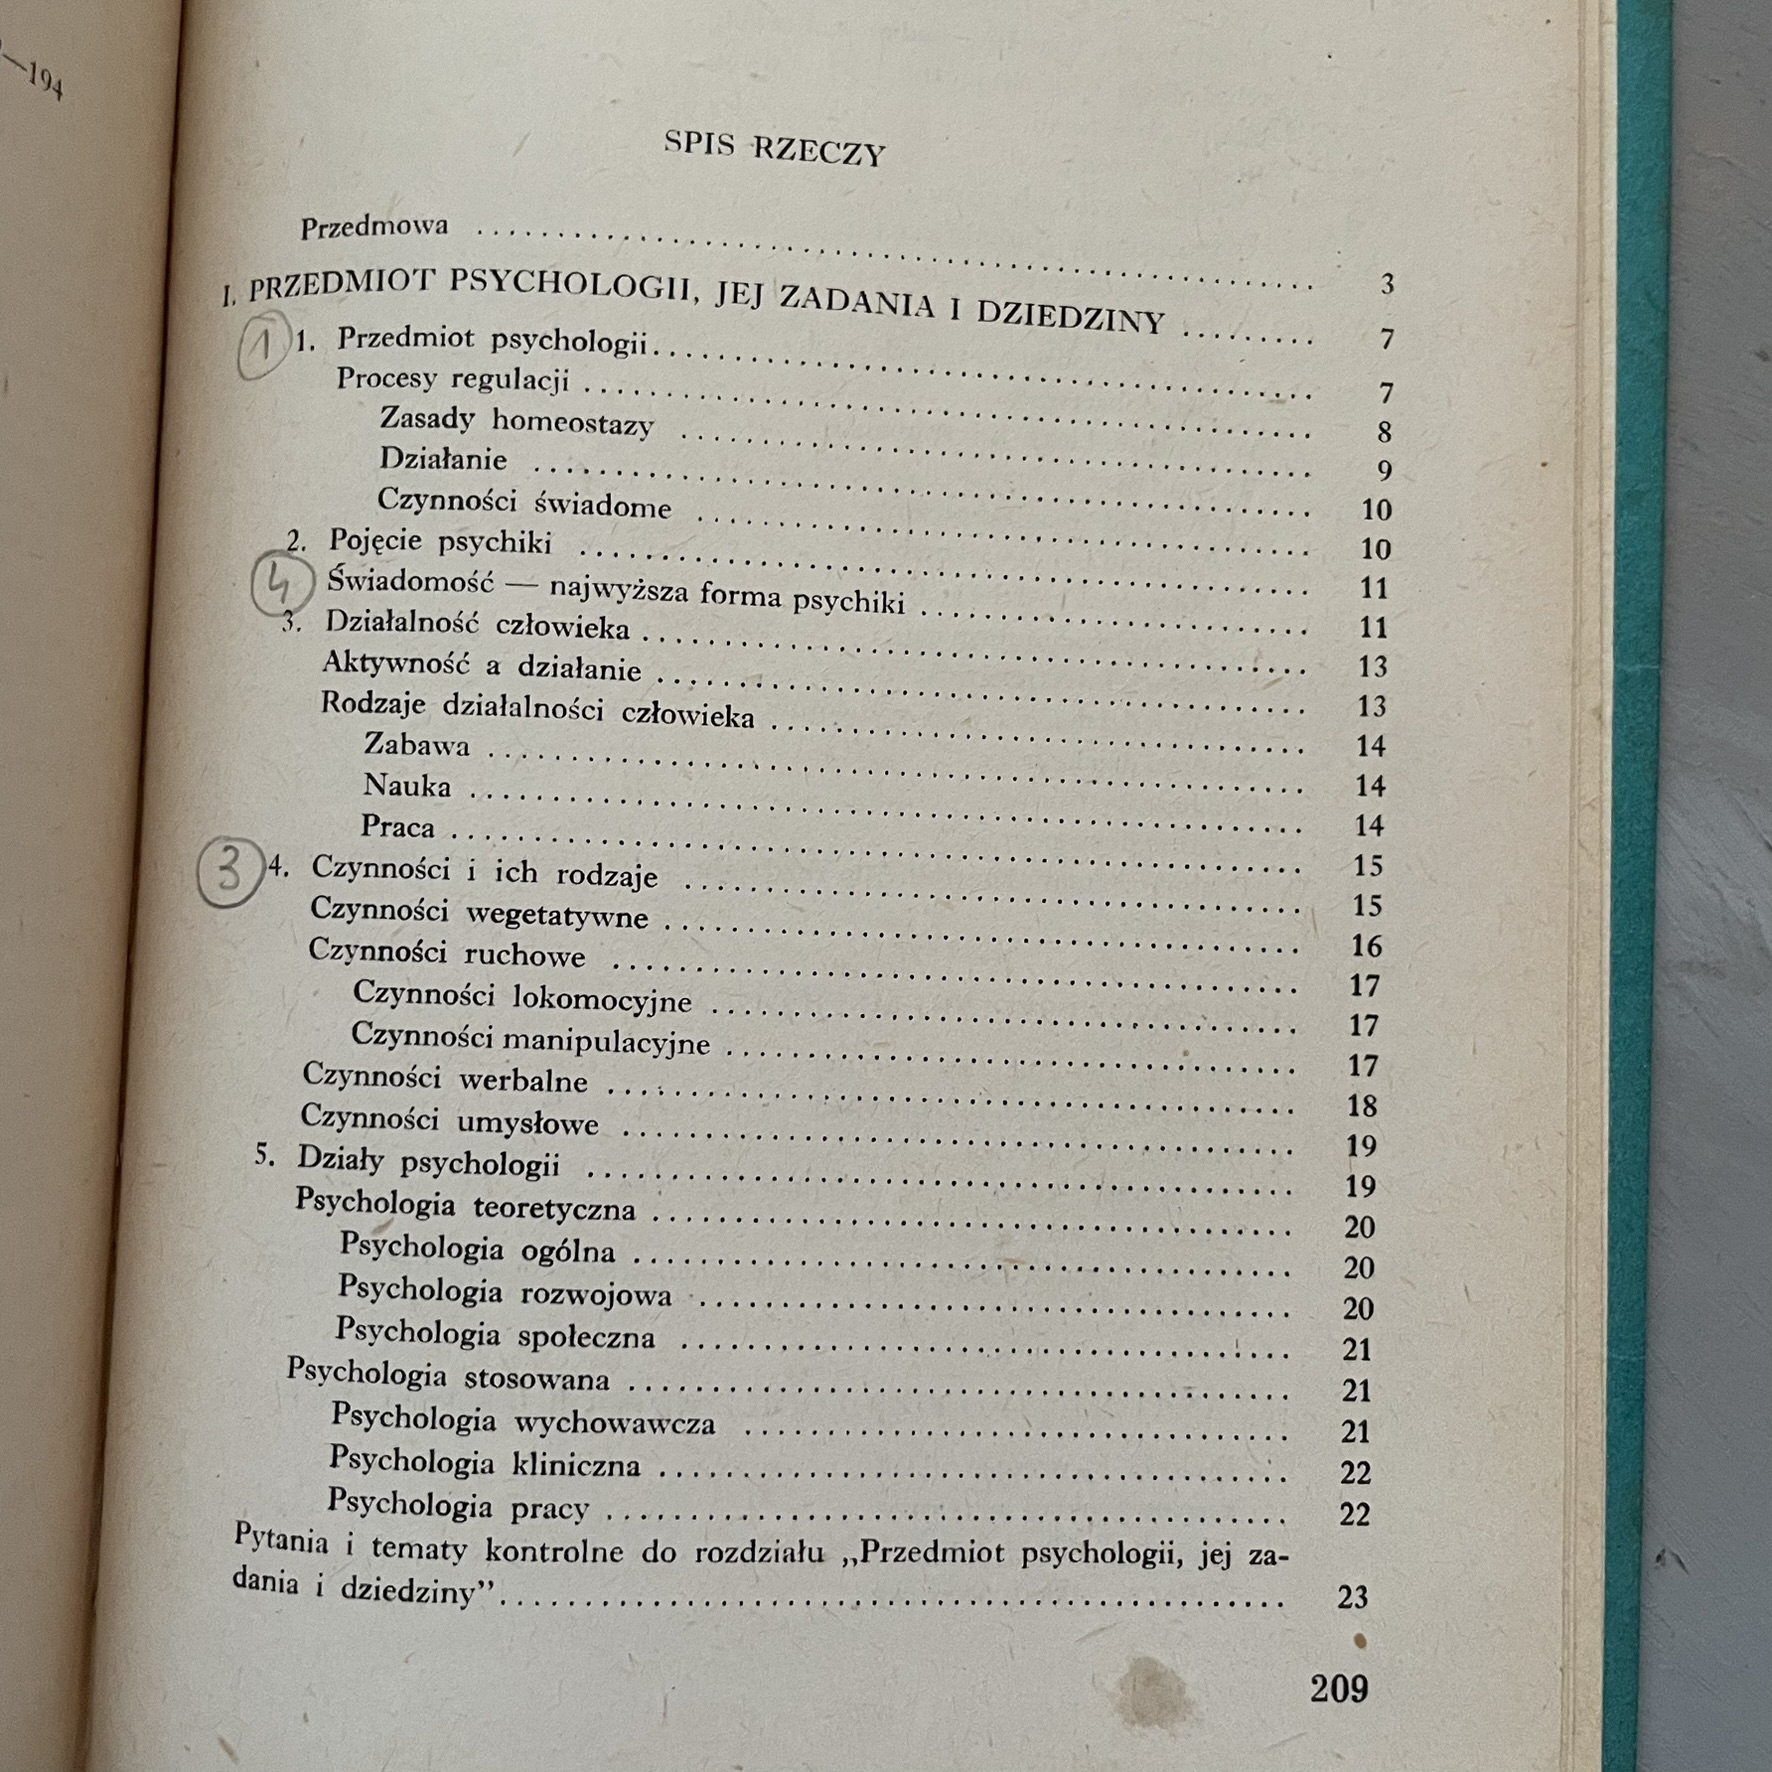 —194
SPIS RZECZY
Przedmowa .......... 3
I. PRZEDMIOT PSYCHOLOGII, JEJ ZADANIA I DZIEDZINY .......... 7
1 1. Przedmiot psychologii .......... 7
Procesy regulacji .......... 8
Zasady homeostazy .......... 9
Działanie .......... 10
Czynności świadome .......... 10
2. Pojęcie psychiki .......... 11
4 Świadomość — najwyższa forma psychiki .......... 11
3. Działalność człowieka .......... 13
Aktywność a działanie .......... 13
Rodzaje działalności człowieka .......... 14
Zabawa .......... 14
Nauka .......... 14
Praca .......... 15
3 4. Czynności i ich rodzaje .......... 15
Czynności wegetatywne .......... 16
Czynności ruchowe .......... 17
Czynności lokomocyjne .......... 17
Czynności manipulacyjne .......... 17
Czynności werbalne .......... 18
Czynności umysłowe .......... 19
5. Działy psychologii .......... 19
Psychologia teoretyczna .......... 20
Psychologia ogólna .......... 20
Psychologia rozwojowa .......... 20
Psychologia społeczna .......... 21
Psychologia stosowana .......... 21
Psychologia wychowawcza .......... 21
Psychologia kliniczna .......... 22
Psychologia pracy .......... 22
Pytania i tematy kontrolne do rozdziału „Przedmiot psychologii, jej za-
dania i dziedziny” .......... 23
209